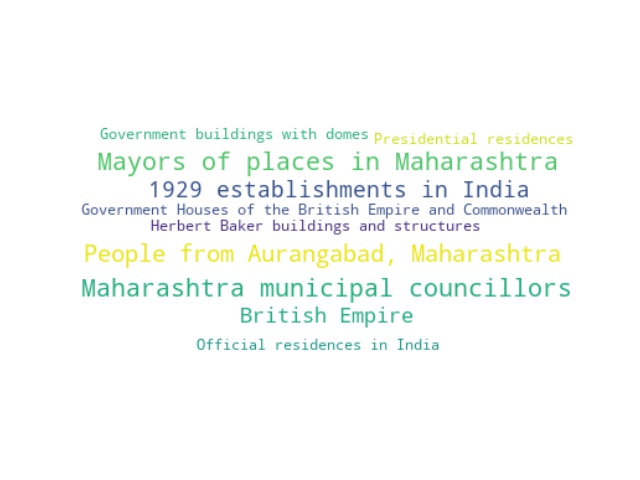 Government buildings with domes
Presidential residences
Mayors of places in Maharashtra
1929 establishments in India
Government Houses of the British Empire and Commonwealth
Herbert Baker buildings and structures
People from Aurangabad, Maharashtra
Maharashtra municipal councillors
British Empire
Official residences in India